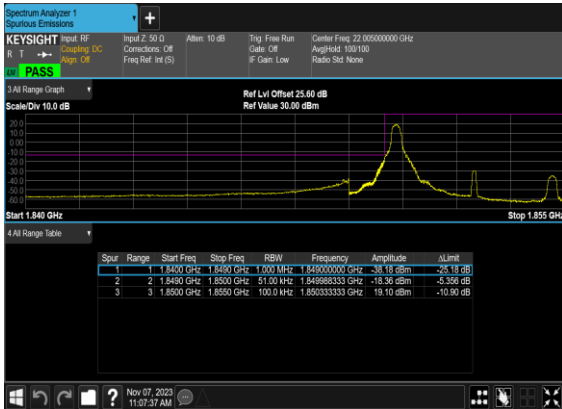 Spectrum Analyzer 1
Spurious Emissions
+
KEYSIGHT Input: RF Input Z: 50 Ω Atten: 10 dB Trig: Free Run Center Freq: 22.005000000 GHz
R T Coupling: DC Corrections: Off Gate: Off Avg|Hold: 100/100
Align: Off Freq Ref: Int (S) IF Gain: Low Radio Std: None
PASS
3 All Range Graph
Ref Lvl Offset 25.60 dB
Scale/Div 10.0 dB Ref Value 30.00 dBm
20.0
10.0
0.00
-10.0
-20.0
-30.0
-40.0
-50.0
-60.0
Start 1.840 GHz Stop 1.855 GHz
4 All Range Table
Spur Range Start Freq Stop Freq RBW Frequency Amplitude ΔLimit
1 1 1.8400 GHz 1.8490 GHz 1.000 MHz 1.849000000 GHz -38.18 dBm -25.18 dB
2 2 1.8490 GHz 1.8500 GHz 51.00 kHz 1.849988333 GHz -18.36 dBm -5.356 dB
3 3 1.8500 GHz 1.8550 GHz 100.0 kHz 1.850333333 GHz 19.10 dBm -10.90 dB
? Nov 07, 2023
11:07:37 AM